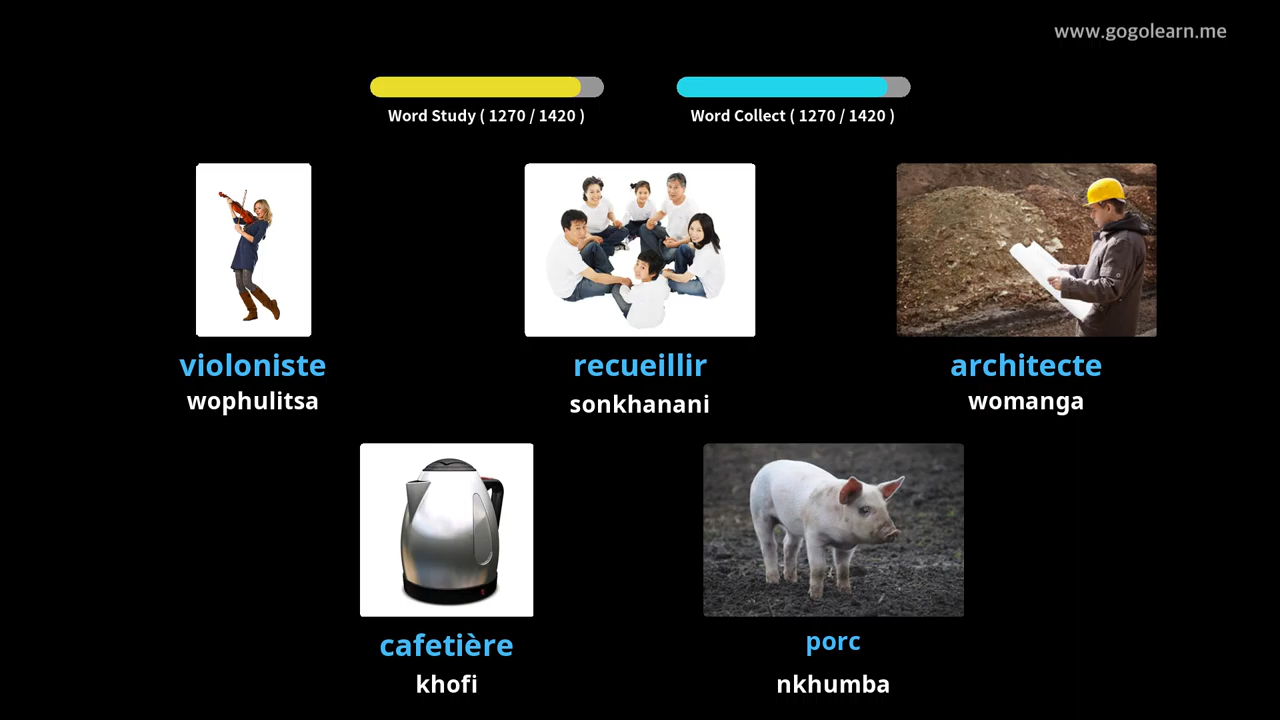 www.gogolearn.me
Word Study ( 1270 / 1420 )
Word Collect ( 1270 / 1420 )
violoniste
wophulitsa
recueillir
sonkhanani
architecte
womanga
cafetière
khofi
porc
nkhumba